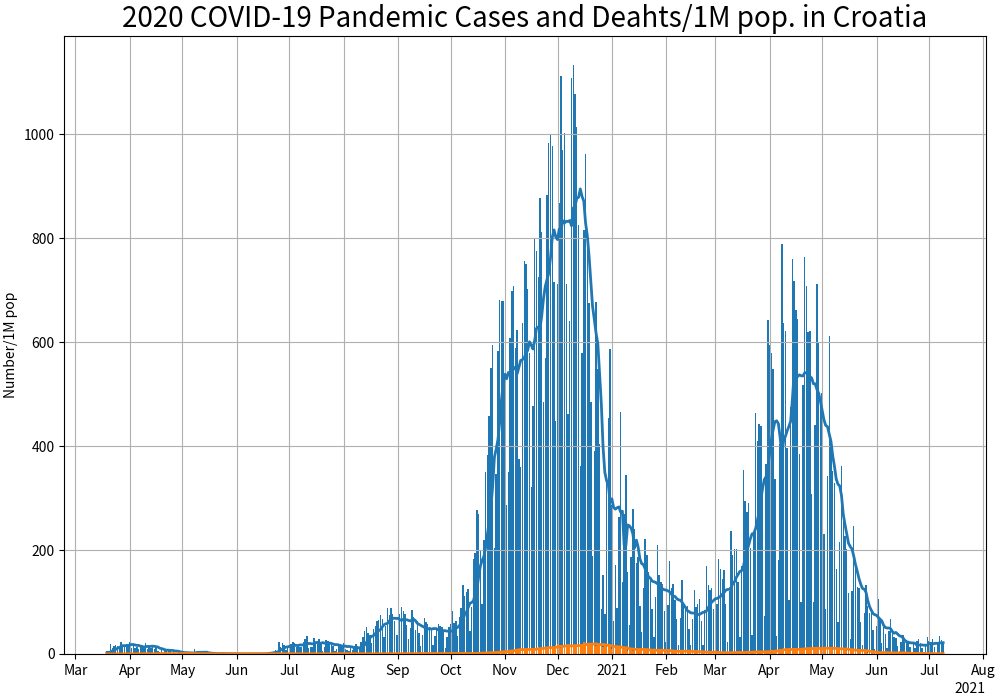 2020 COVID-19 Pandemic Cases and Deahts/1M pop. in Croatia
Number/1M pop
1000
800
600
400
200
0
Mar Apr May Jun Jul Aug Sep Oct Nov Dec 2021 Feb Mar Apr May Jun Jul Aug
2021